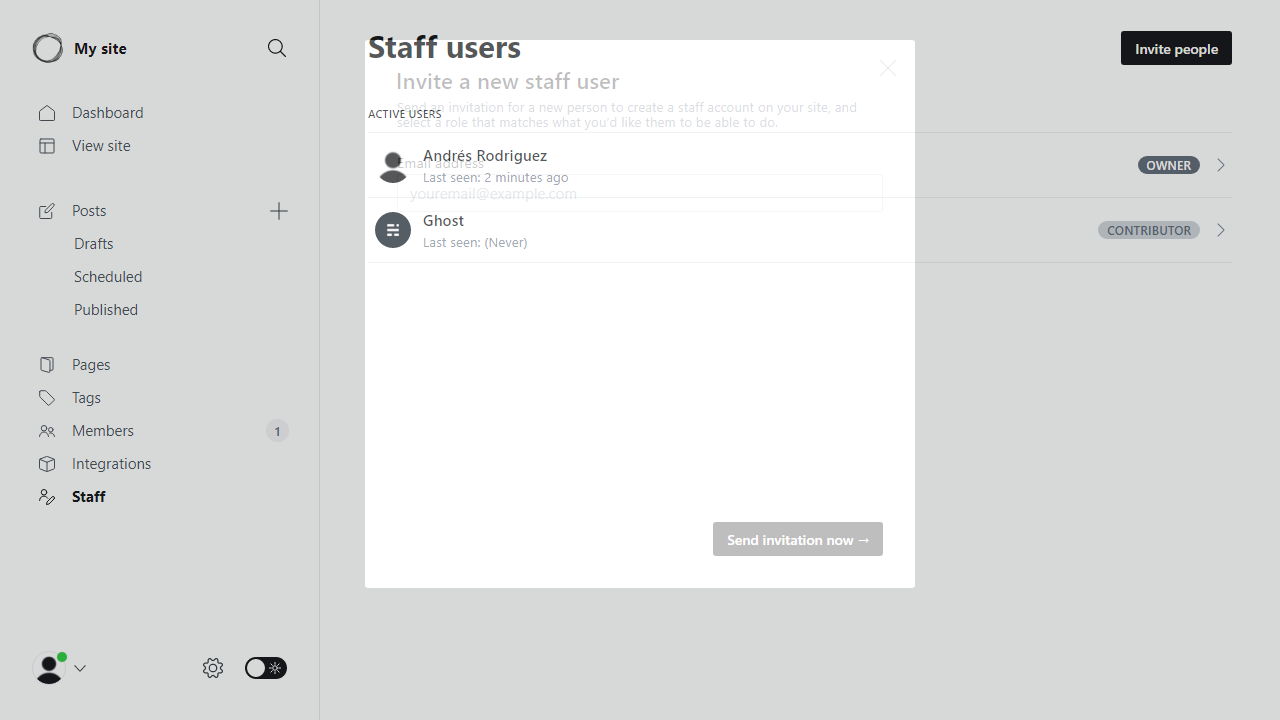 My site
Dashboard
View site
Posts
Drafts
Scheduled
Published
Pages
Tags
Members
1
Integrations
Staff
Staff users
Invite people
Invite a new staff user
Send an invitation for a new person to create a staff account on your site, and
select a role that matches what you'd like them to be able to do.
ACTIVE USERS
Andrés Rodriguez
OWNER
Email address
Last seen: 2 minutes ago
youremail@example.com
Ghost
CONTRIBUTOR
Last seen: (Never)
Send invitation now →